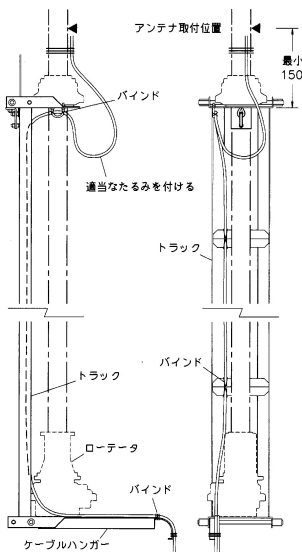 アンテナ取付位置
最小
150
バインド
適当なたるみを付ける
トラック
バインド
トラック
ローテータ
バインド
ケーブルハンガー